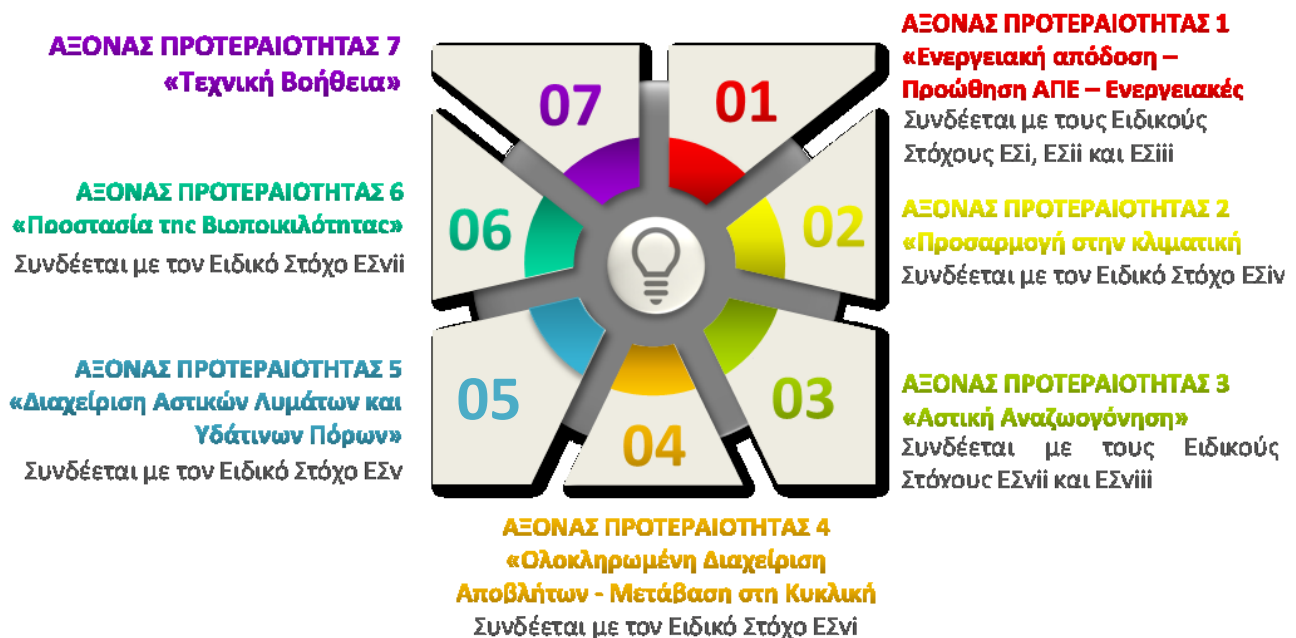 ΑΞΟΝΑΣ ΠΡΟΤΕΡΑΙΟΤΗΤΑΣ 1
«Ενεργειακή απόδοση –
Προώθηση ΑΠΕ – Ενεργειακές
Συνδέεται με τους Ειδικούς
Στόχους ΕΣi, ΕΣii και ΕΣiii
ΑΞΟΝΑΣ ΠΡΟΤΕΡΑΙΟΤΗΤΑΣ 2
«Προσαρμογή στην κλιματική
Συνδέεται με τον Ειδικό Στόχο ΕΣiv
ΑΞΟΝΑΣ ΠΡΟΤΕΡΑΙΟΤΗΤΑΣ 3
«Αστική Αναζωογόνηση»
Συνδέεται με τους Ειδικούς
Στόχους ΕΣvii και ΕΣviii
ΑΞΟΝΑΣ ΠΡΟΤΕΡΑΙΟΤΗΤΑΣ 4
«Ολοκληρωμένη Διαχείριση
Αποβλήτων - Μετάβαση στη Κυκλική
Συνδέεται με τον Ειδικό Στόχο ΕΣvi
ΑΞΟΝΑΣ ΠΡΟΤΕΡΑΙΟΤΗΤΑΣ 5
«Διαχείριση Αστικών Λυμάτων και
Υδάτινων Πόρων»
Συνδέεται με τον Ειδικό Στόχο ΕΣv
ΑΞΟΝΑΣ ΠΡΟΤΕΡΑΙΟΤΗΤΑΣ 6
«Προστασία της Βιοποικιλότητας»
Συνδέεται με τον Ειδικό Στόχο ΕΣvii
ΑΞΟΝΑΣ ΠΡΟΤΕΡΑΙΟΤΗΤΑΣ 7
«Τεχνική Βοήθεια»
01
02
03
04
05
06
07